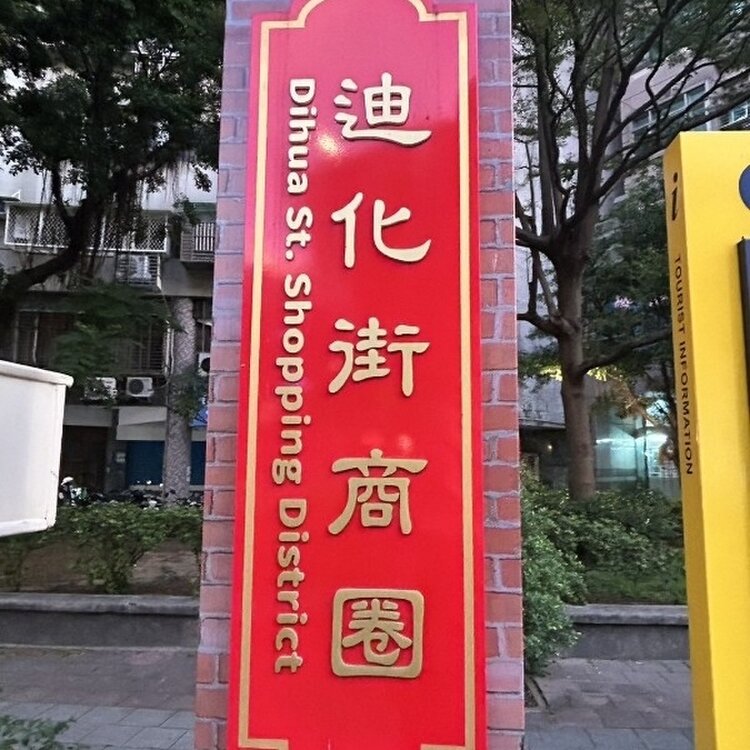 迪化街商圈
Dihua St. Shopping District
TOURIST INFORMATION